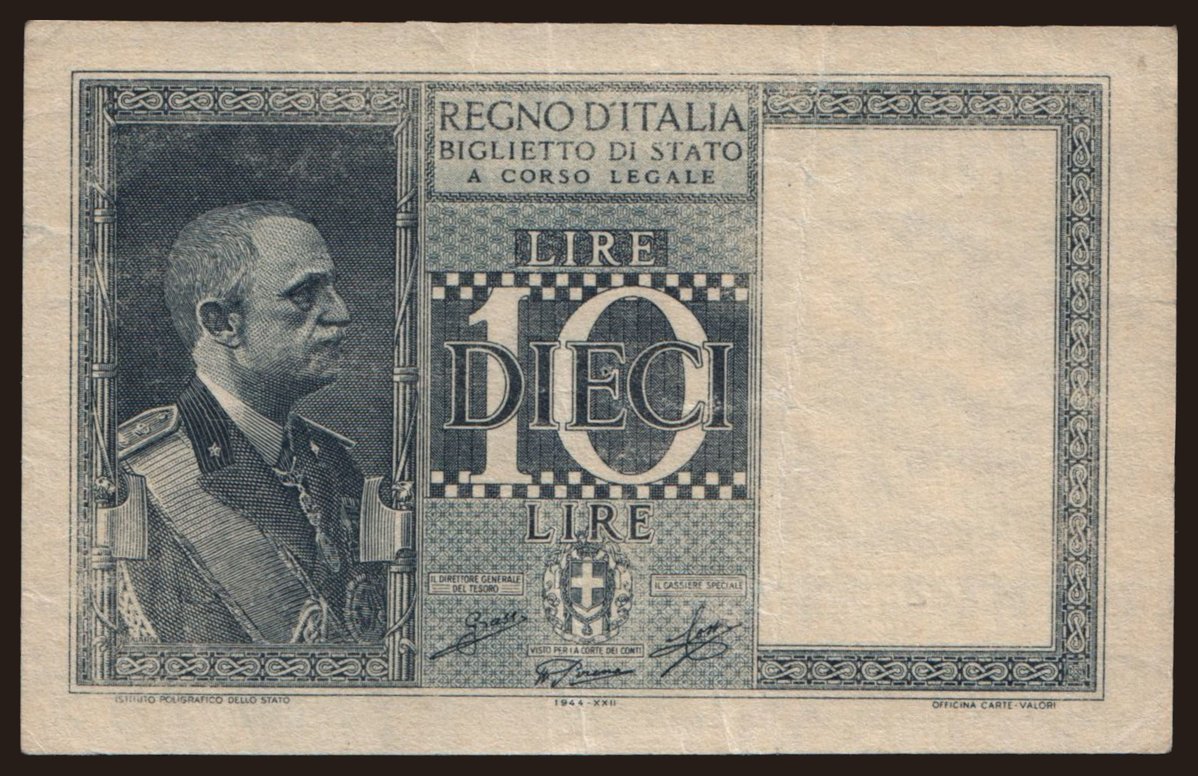 REGNO D'ITALIA
BIGLIETTO DI STATO
A CORSO LEGALE
LIRE
10
DIECI
LIRE
IL DIRETTORE GENERALE
DEL TESORO
IL CASSIERE SPECIALE
Grassi
VISTO PER LA CORTE DEI CONTI
ISTITUTO POLIGRAFICO DELLO STATO
1944-XXII
OFFICINA CARTE-VALORI